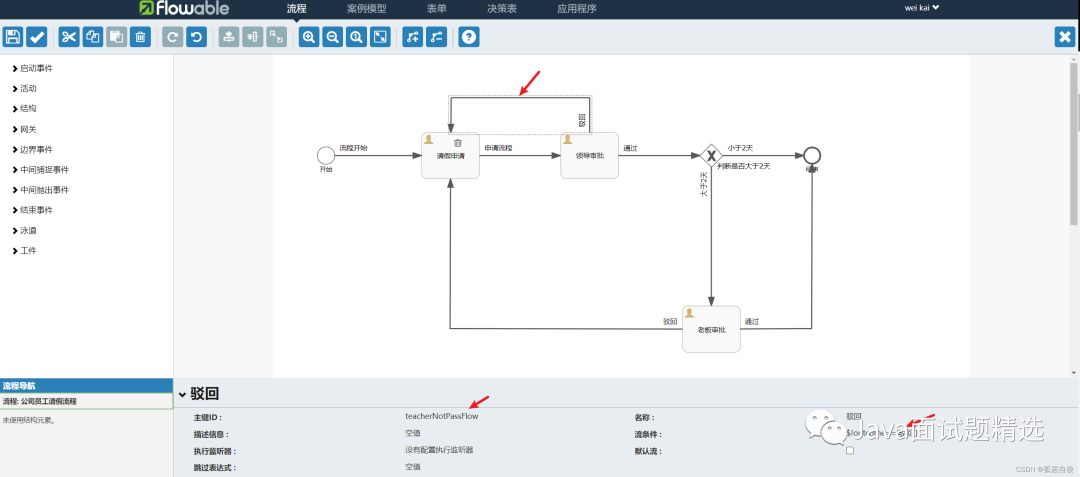 flowable 流程 案例模型 表单 决策表 应用程序 wei kai
启动事件
活动
结构
网关
边界事件
中间捕捉事件
中间抛出事件
结束事件
泳道
工件
驳回
流程开始 请假申请 申请流程 领导审批 通过 小于2天
开始 判断是否大于2天
大于2天
驳回 老板审批 通过
流程导航
流程: 公司员工请假流程
未使用结构元素。
驳回
主键ID : teacherNotPassFlow 名称 : 驳回
描述信息 : 空值 流条件 :
执行监听器 : 没有配置执行监听器 默认流 :
跳过表达式 : 空值
Java面试题精选
CSDN @孤居自傲